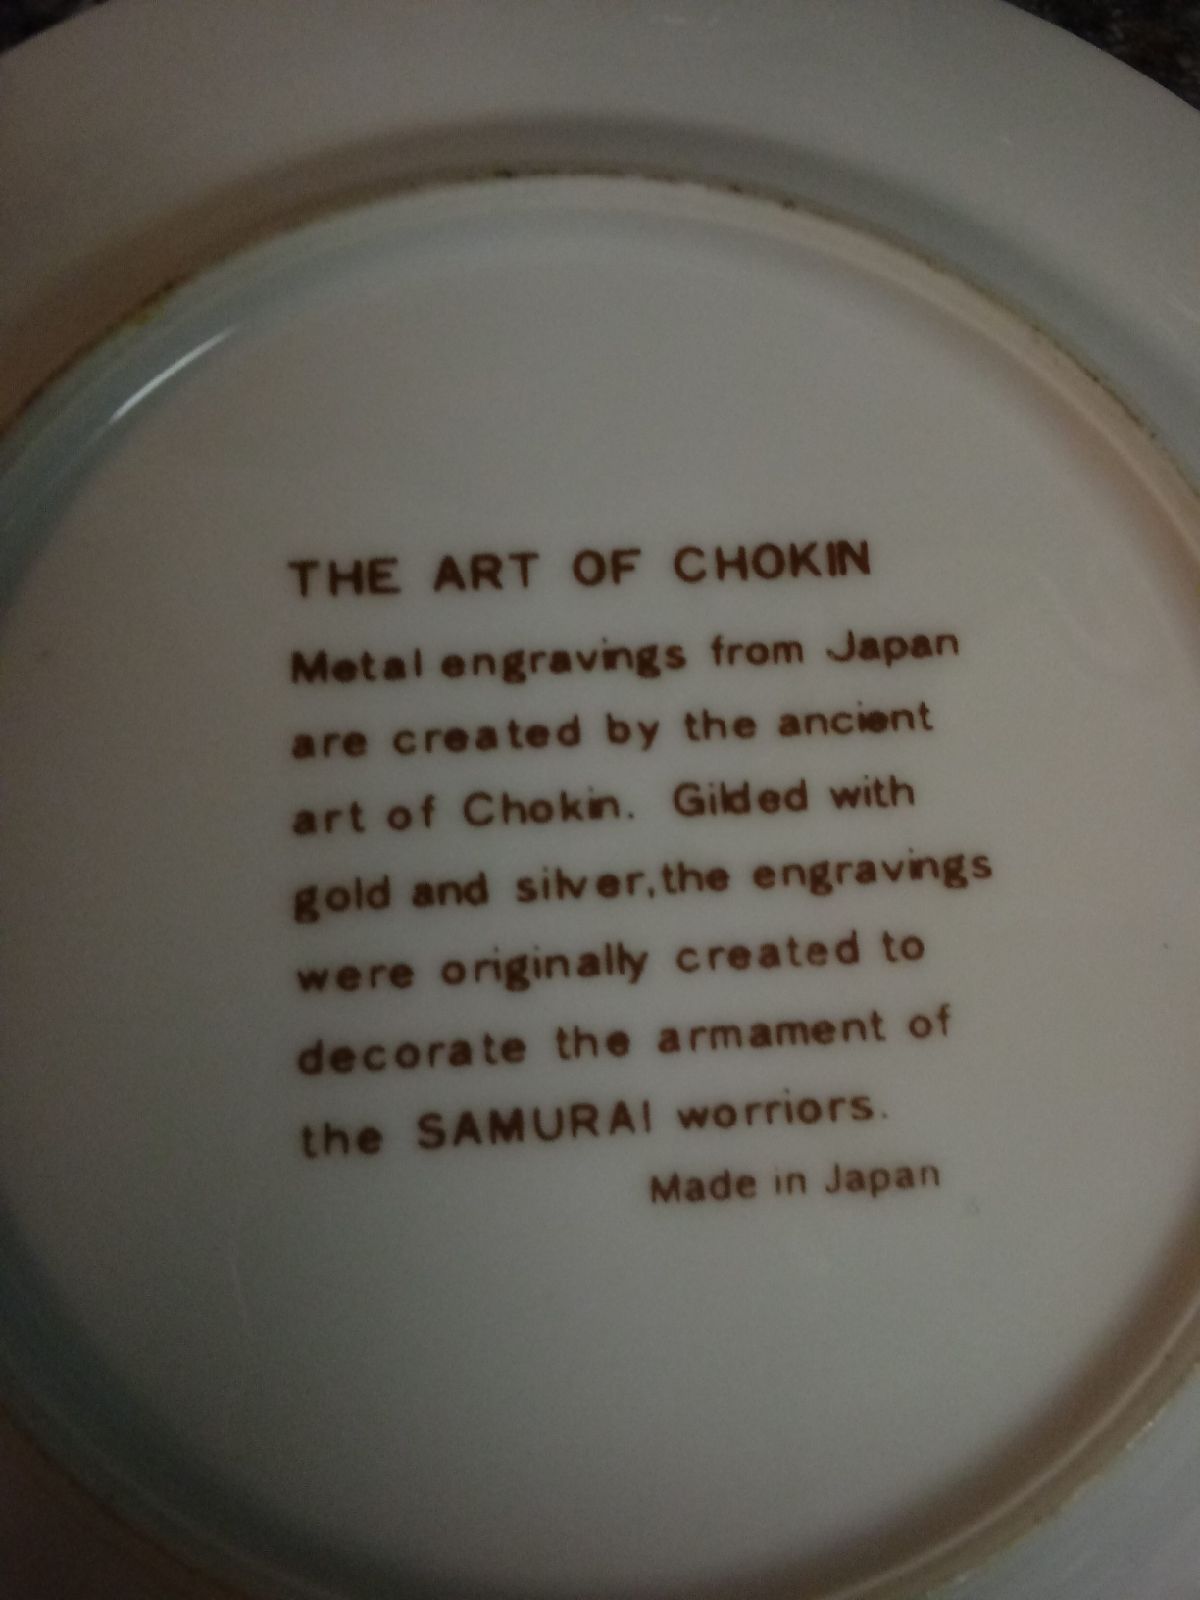 THE ART OF CHOKIN
Metal engravings from Japan
are created by the ancient
art of Chokin. Gilded with
gold and silver, the engravings
were originally created to
decorate the armament of
the SAMURAI worriors.
Made in Japan